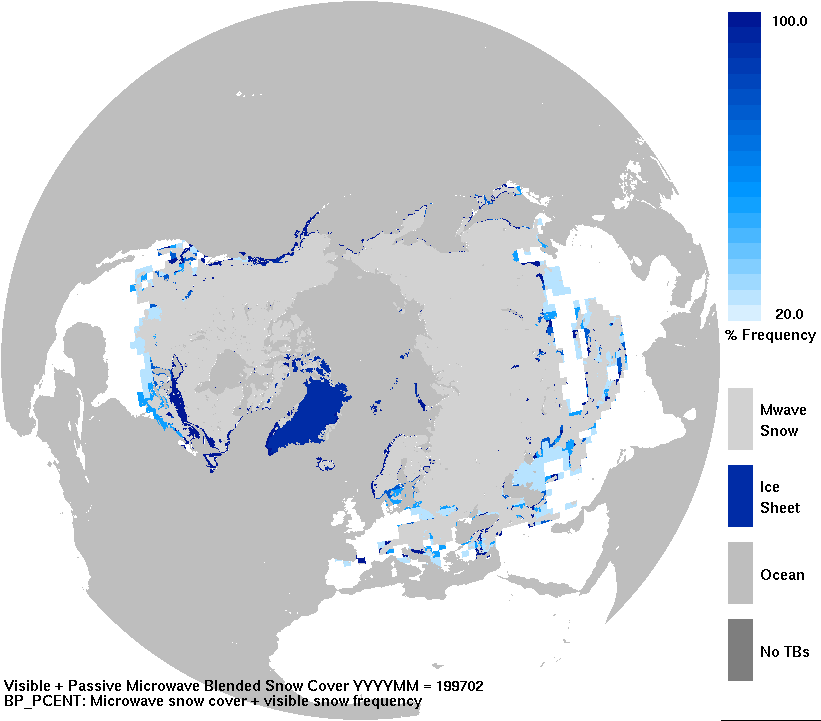 100.0
20.0
% Frequency
Mwave
Snow
Ice
Sheet
Ocean
No TBs
Visible + Passive Microwave Blended Snow Cover YYYYMM = 199702
BP_PCENT: Microwave snow cover + visible snow frequency